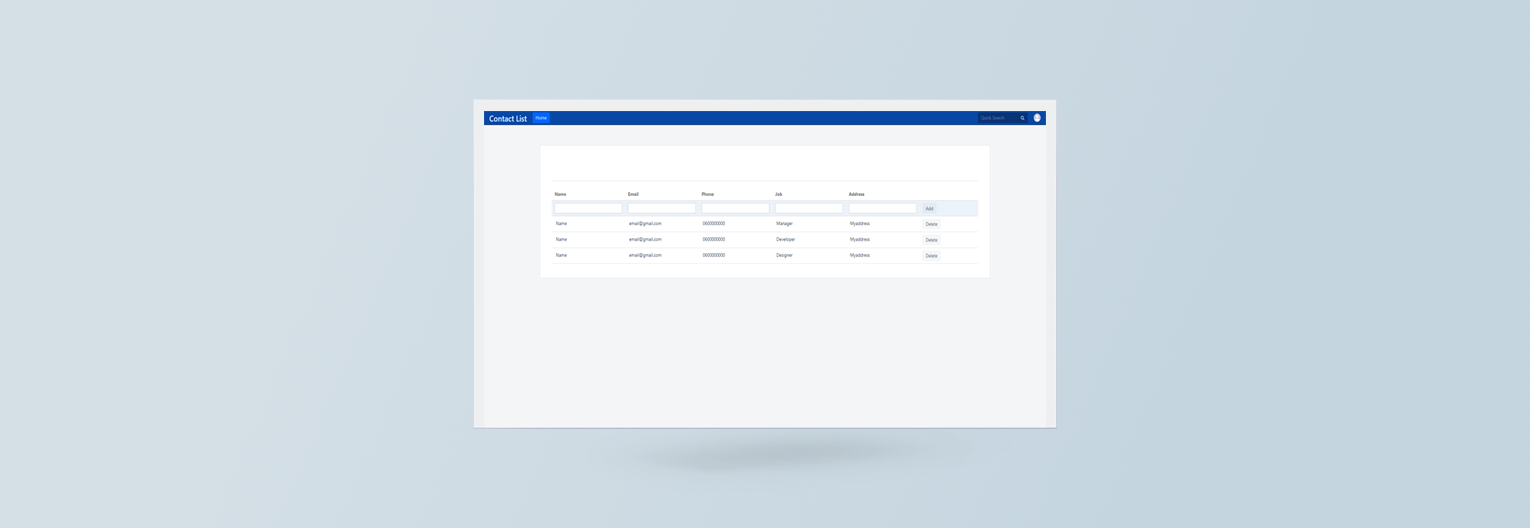 Contact List Home Quick Search
Name Email Phone Job Address
Add
Name email@gmail.com 0600000000 Manager Myaddress Delete
Name email@gmail.com 0600000000 Developer Myaddress Delete
Name email@gmail.com 0600000000 Designer Myaddress Delete